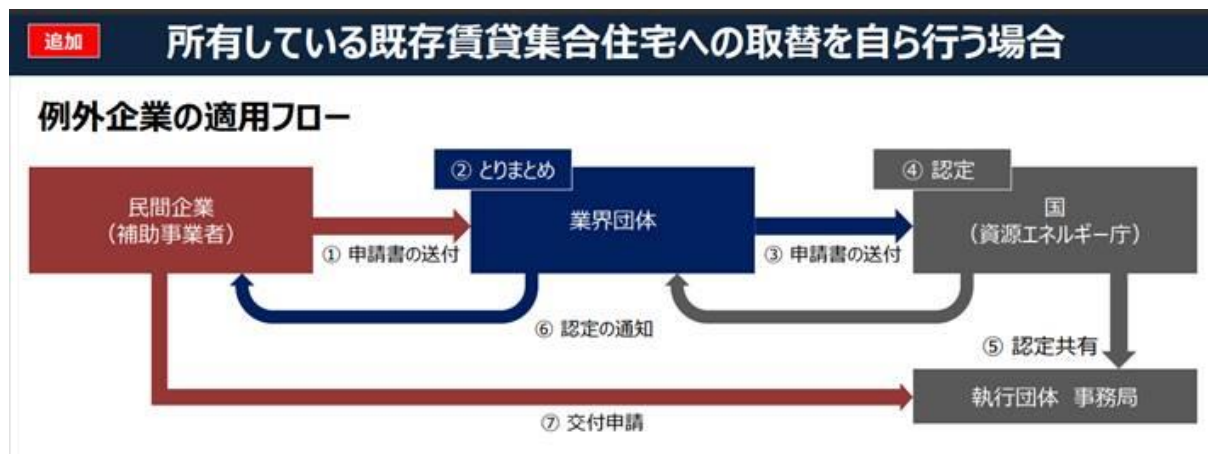 追加
所有している既存賃貸集合住宅への取替を自ら行う場合
例外企業の適用フロー
② とりまとめ
④ 認定
民間企業
（補助事業者）
業界団体
国
（資源エネルギー庁）
① 申請書の送付
③ 申請書の送付
⑥ 認定の通知
⑤ 認定共有
執行団体 事務局
⑦ 交付申請